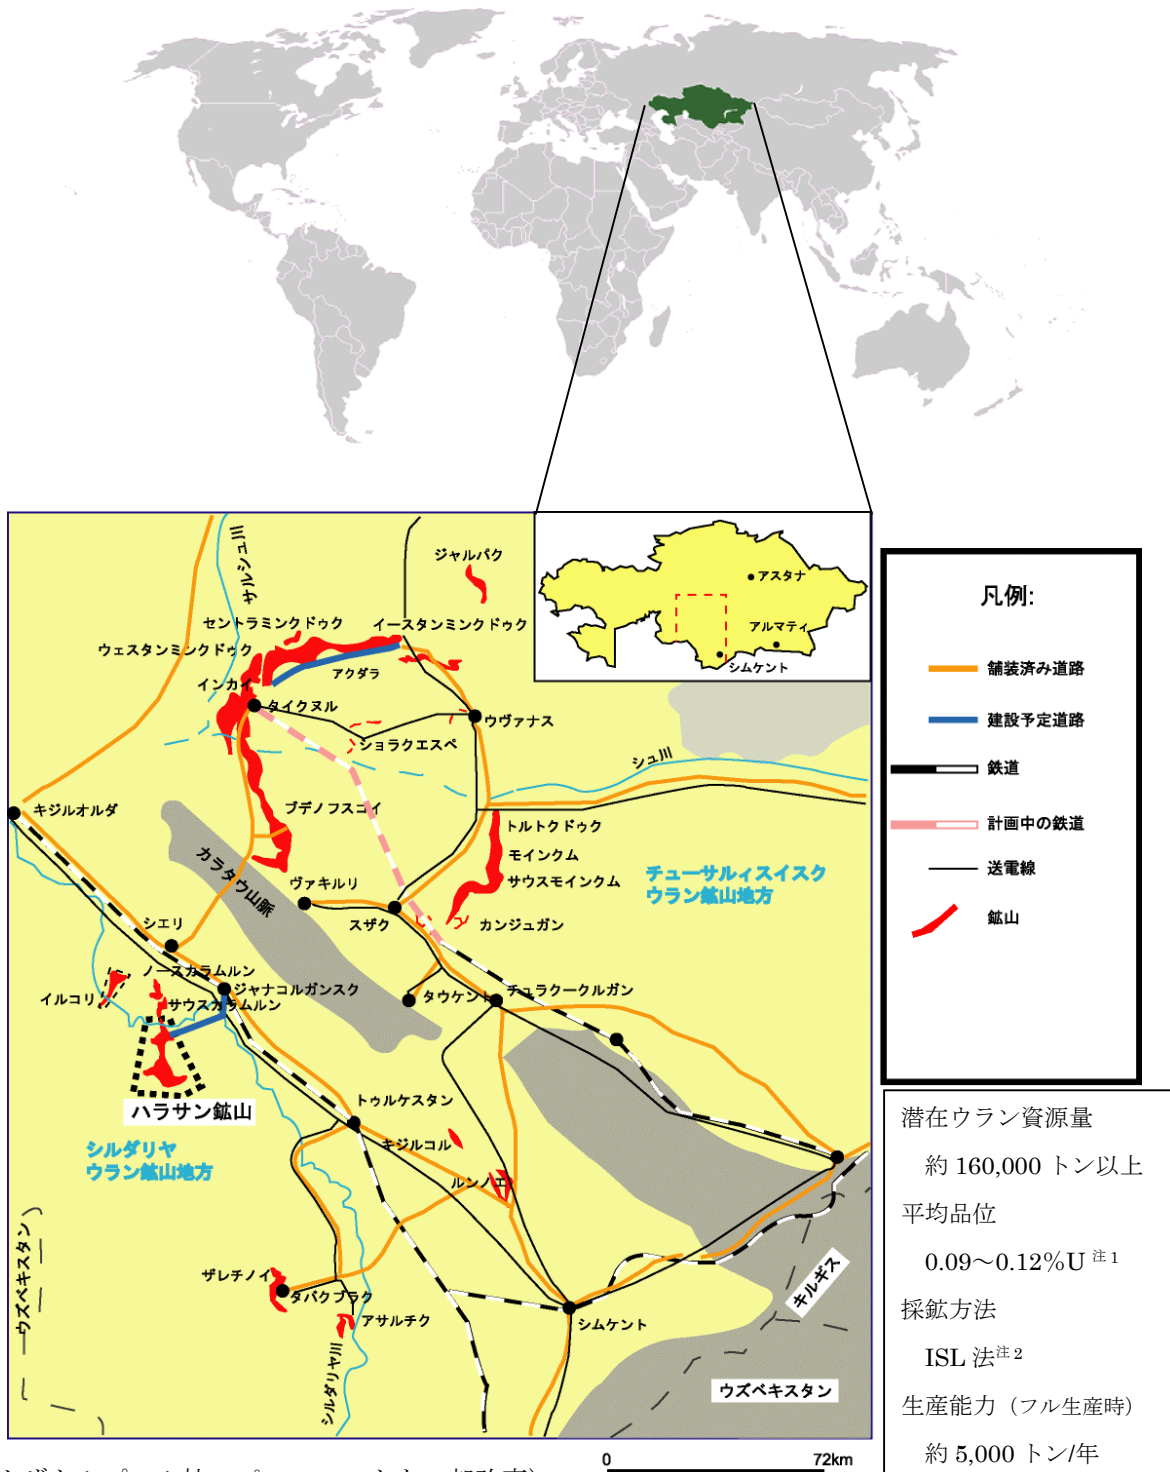 サルシュ川
ジャルパク
セントラミンクドゥク
イースタンミンクドゥク
ウェスタンミンクドゥク
アクダラ
インカイ
タイクヌル
ウヴァナス
ショラクエスペ
シュ川
キジルオルダ
ブデノフスコイ
トルトクドゥク
モインクム
サウスモインクム
カラタウ山脈
ヴァキルリ
スザク
カンジュガン
チューサルィスイスク
ウラン鉱山地方
シエリ
ノースカラムルン
イルコリ
ジャナコルガンスク
サウスカラムルン
タウケント
チュラクークルガン
ハラサン鉱山
トゥルケスタン
キジルコル
シルダリヤ
ウラン鉱山地方
ルンノエ
ウズベキスタン
ザレチノイ
タバクブラク
アサルチク
シルダリヤ川
シムケント
キルギス
ウズベキスタン
アスタナ
アルマティ
シムケント
凡例:
舗装済み道路
建設予定道路
鉄道
計画中の鉄道
送電線
鉱山
潜在ウラン資源量
約 160,000 トン以上
平均品位
0.09～0.12%U 注1
採鉱方法
ISL 法注2
生産能力（フル生産時）
約 5,000 トン/年
0 72km